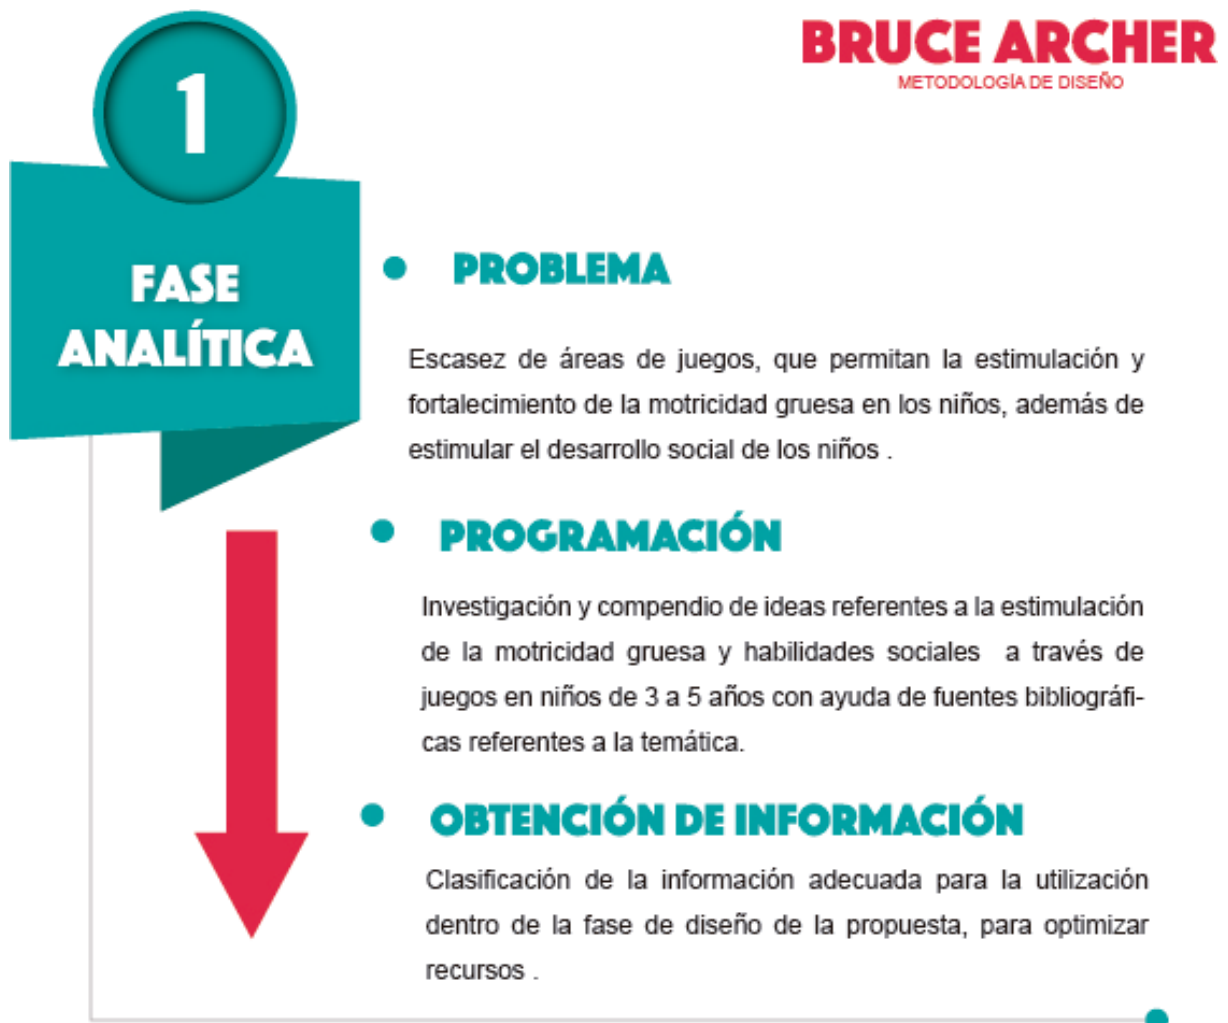 BRUCE ARCHER
METODOLOGÍA DE DISEÑO
1
FASE
ANALÍTICA
PROBLEMA
Escasez de áreas de juegos, que permitan la estimulación y
fortalecimiento de la motricidad gruesa en los niños, además de
estimular el desarrollo social de los niños .
PROGRAMACIÓN
Investigación y compendio de ideas referentes a la estimulación
de la motricidad gruesa y habilidades sociales a través de
juegos en niños de 3 a 5 años con ayuda de fuentes bibliográfi-
cas referentes a la temática.
OBTENCIÓN DE INFORMACIÓN
Clasificación de la información adecuada para la utilización
dentro de la fase de diseño de la propuesta, para optimizar
recursos .